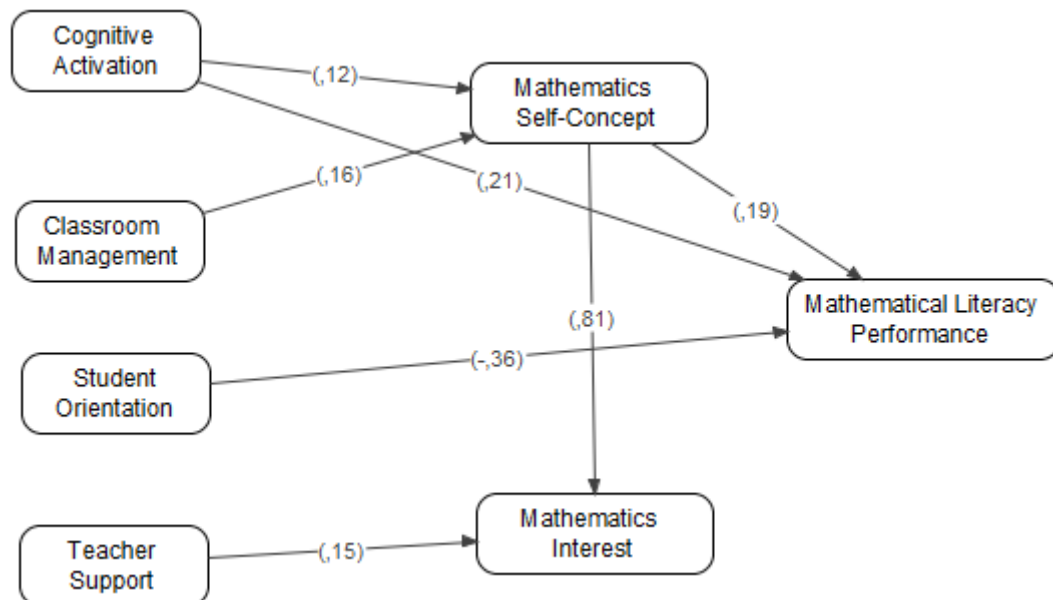 Cognitive
Activation
(,12)
Mathematics
Self-Concept
(,16)
(,21)
(,19)
Classroom
Management
Mathematical Literacy
Performance
(,81)
(-,36)
Student
Orientation
Mathematics
Interest
Teacher
Support
(,15)